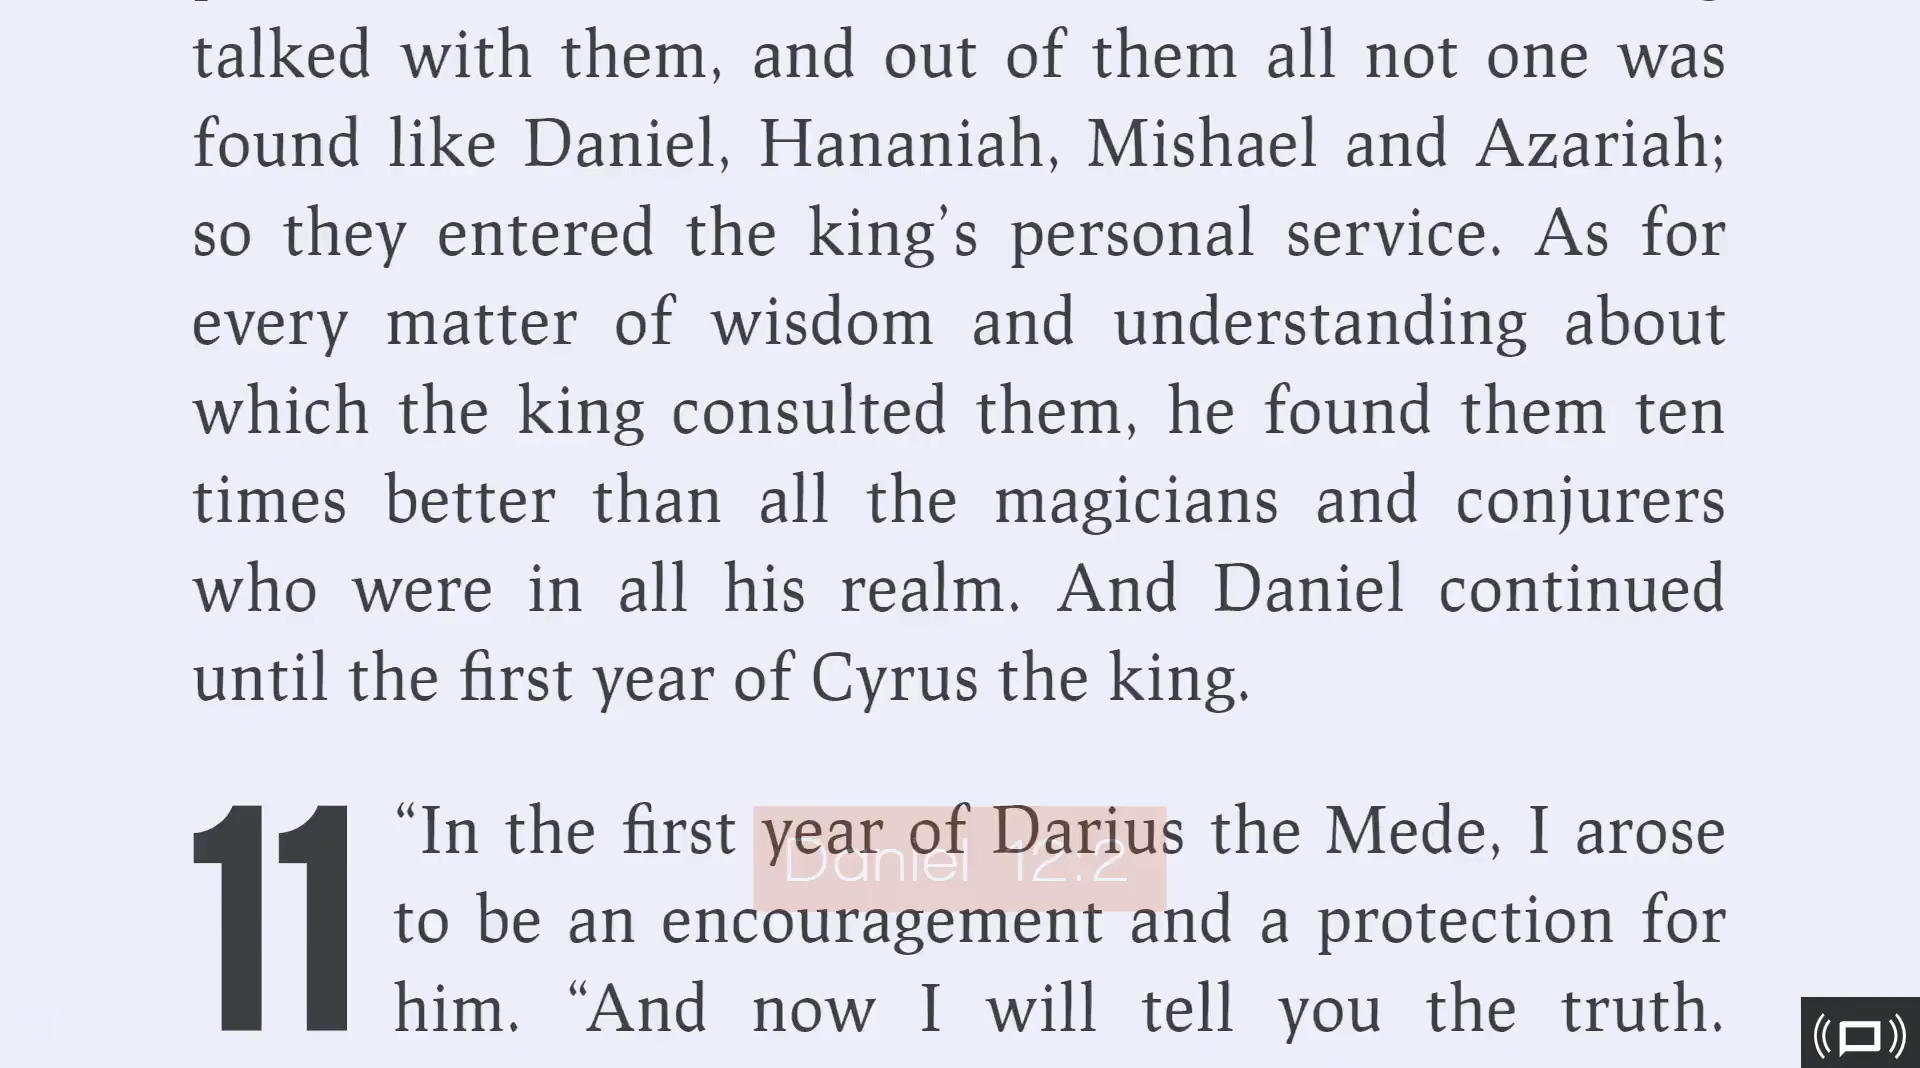 talked with them, and out of them all not one was
found like Daniel, Hananiah, Mishael and Azariah;
so they entered the king’s personal service. As for
every matter of wisdom and understanding about
which the king consulted them, he found them ten
times better than all the magicians and conjurers
who were in all his realm. And Daniel continued
until the first year of Cyrus the king.
11 “In the first year of Darius the Mede, I arose
Daniel 12:2
to be an encouragement and a protection for
him. “And now I will tell you the truth.